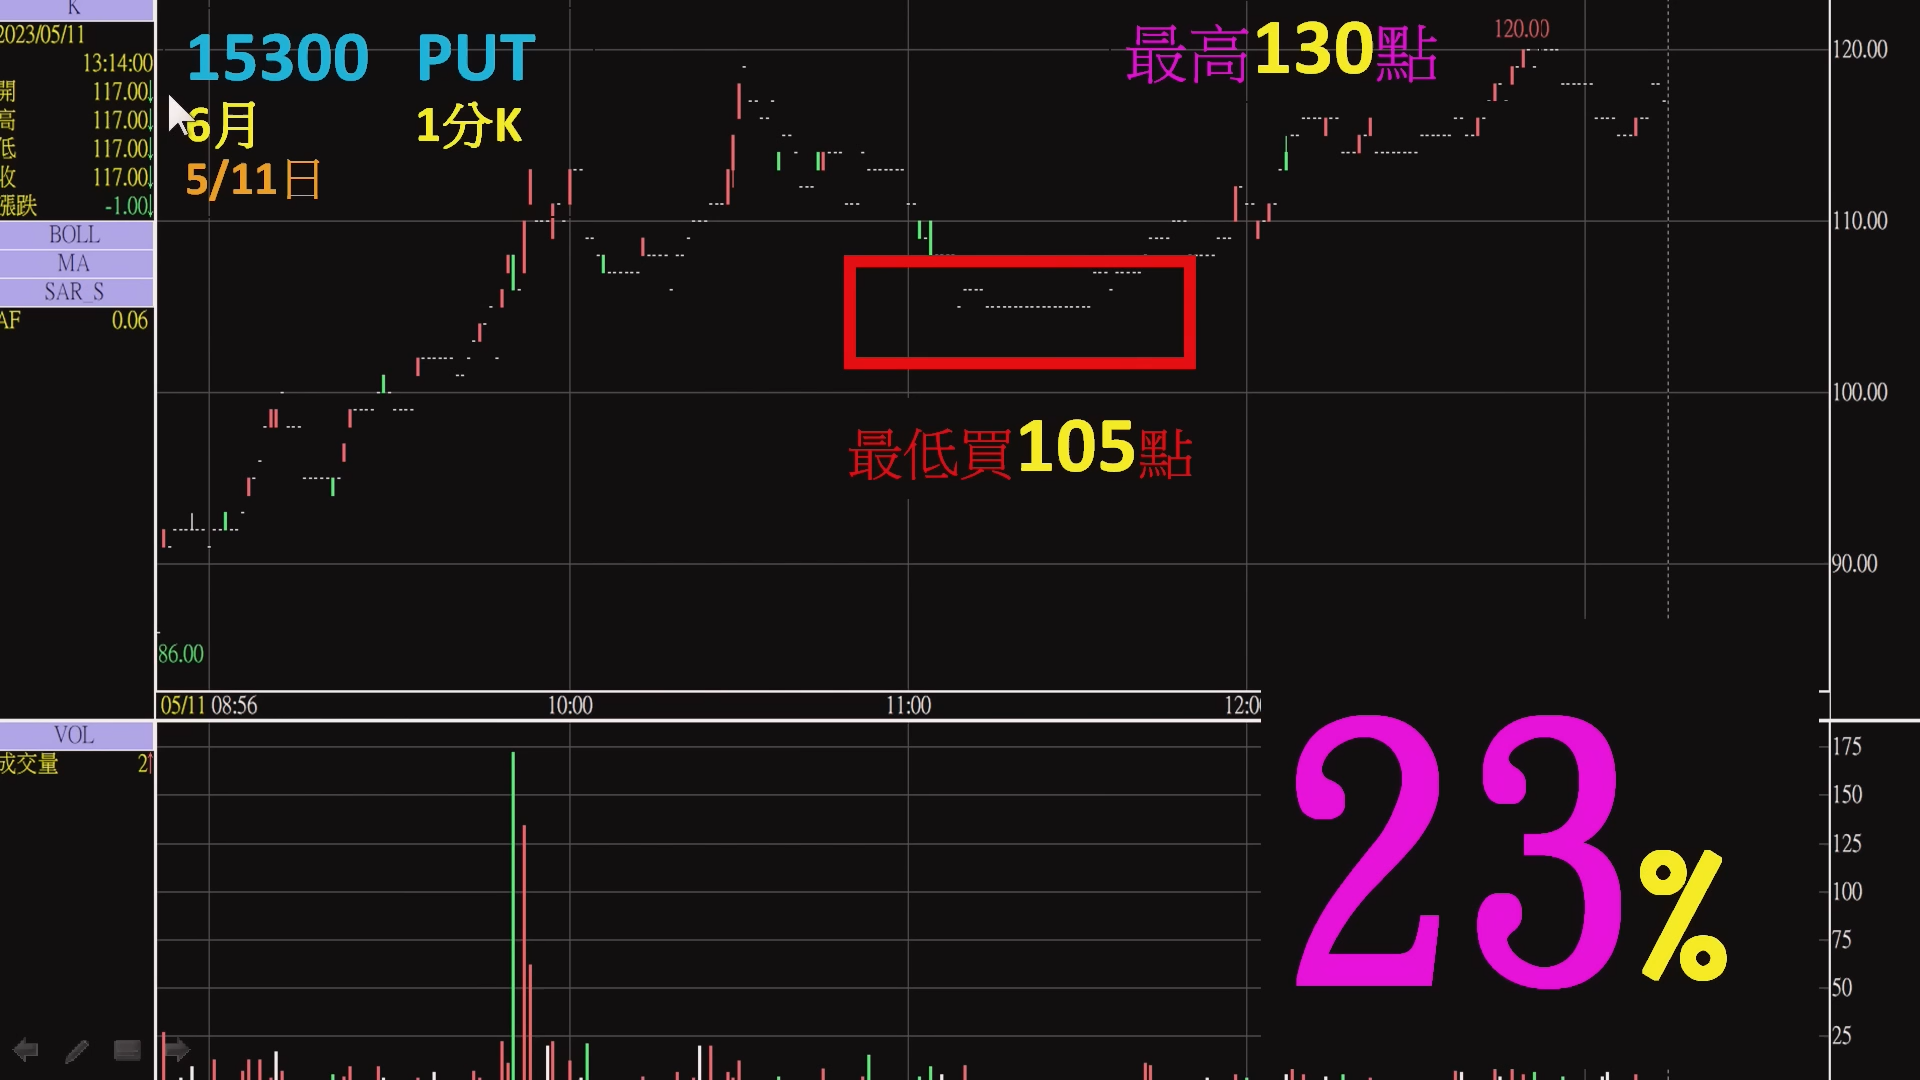 K
2023/05/11
13:14:00
開 117.00↓
高 117.00↓
低 117.00↓
收 117.00↓
漲跌 -1.00↓
BOLL
MA
SAR_S
AF 0.06
15300 PUT
6月 1分K
5/11日
最高130點
120.00
120.00
110.00
100.00
90.00
最低買105點
86.00
05/11 08:56 10:00 11:00 12:0
VOL
成交量 2↑
175
150
125
100
75
50
25
23%